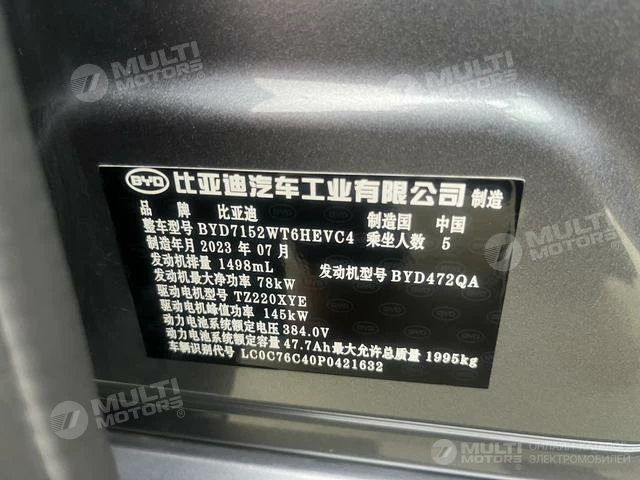 MULTI MOTORS®
MULTI MOTORS
BYD 比亚迪汽车工业有限公司 制造
品 牌 比亚迪 制造国 中国
整车型号 BYD7152WT6HEVC4 乘坐人数 5
制造年月 2023 年 07 月
发动机排量 1498mL 发动机型号 BYD472QA
发动机最大净功率 78kW
驱动电机型号 TZ220XYE
驱动电机峰值功率 145kW
动力电池系统额定电压 384.0V
动力电池系统额定容量 47.7Ah 最大允许总质量 1995kg
车辆识别代号 LC0C76C40P0421632
MULTI MOTORS®
MULTI MOTORS ОНЛАЙН ЭЛЕКТРОМОБИЛЕЙ